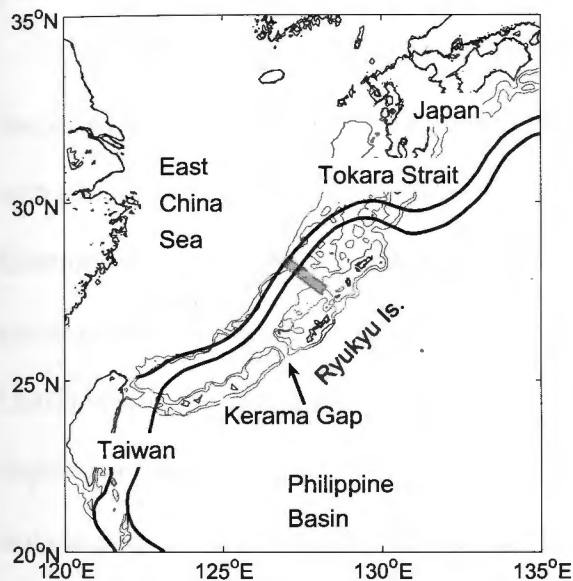 35°N
Japan
East
China
Sea
Tokara Strait
30°N
Ryukyu Is.
25°N
Kerama Gap
Taiwan
Philippine
Basin
20°N
120°E
125°E
130°E
135°E